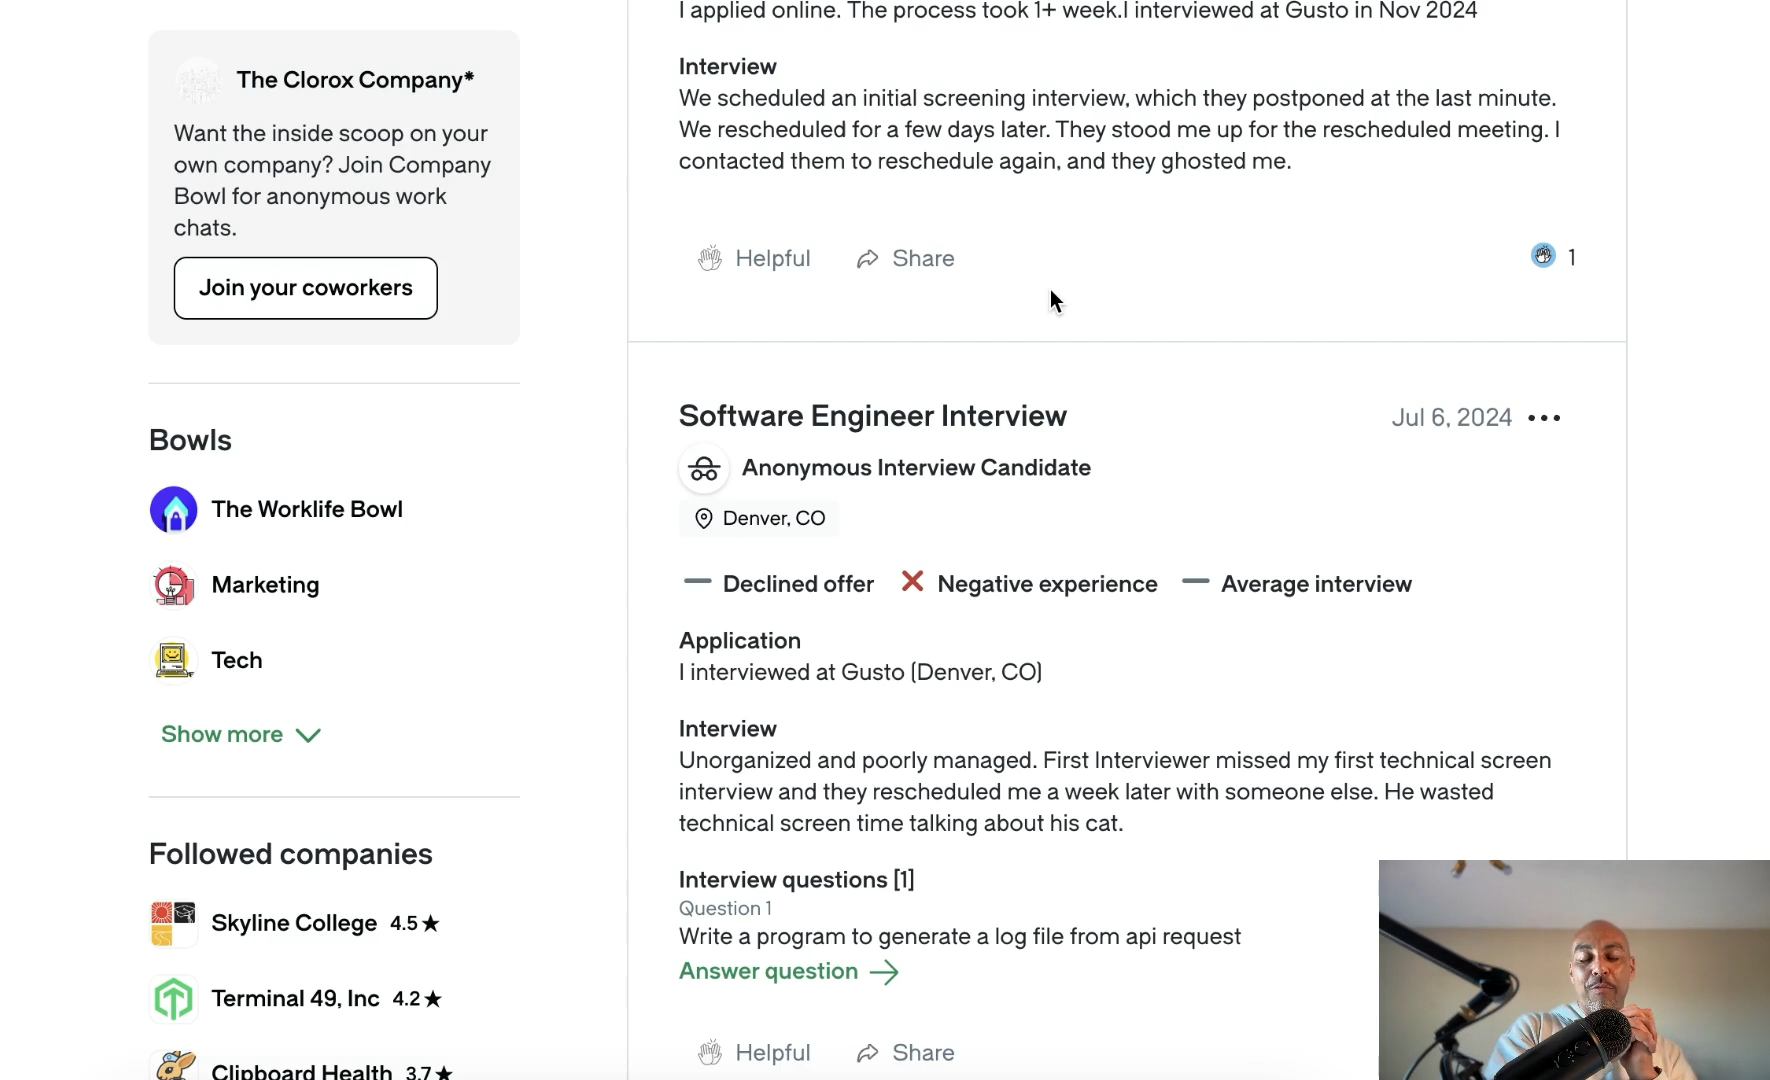 The Clorox Company*
Want the inside scoop on your
own company? Join Company
Bowl for anonymous work
chats.
Join your coworkers
Bowls
The Worklife Bowl
Marketing
Tech
Show more
Followed companies
Skyline College 4.5★
Terminal 49, Inc 4.2★
Clipboard Health 3.7★
I applied online. The process took 1+ week.I interviewed at Gusto in Nov 2024
Interview
We scheduled an initial screening interview, which they postponed at the last minute.
We rescheduled for a few days later. They stood me up for the rescheduled meeting. I
contacted them to reschedule again, and they ghosted me.
Helpful Share 1
Software Engineer Interview Jul 6, 2024
Anonymous Interview Candidate
Denver, CO
Declined offer Negative experience Average interview
Application
I interviewed at Gusto (Denver, CO)
Interview
Unorganized and poorly managed. First Interviewer missed my first technical screen
interview and they rescheduled me a week later with someone else. He wasted
technical screen time talking about his cat.
Interview questions [1]
Question 1
Write a program to generate a log file from api request
Answer question
Helpful Share